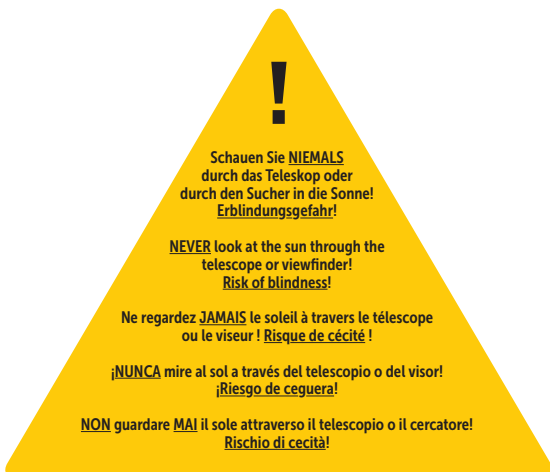 !
Schauen Sie NIEMALS
durch das Teleskop oder
durch den Sucher in die Sonne!
Erblindungsgefahr!
NEVER look at the sun through the
telescope or viewfinder!
Risk of blindness!
Ne regardez JAMAIS le soleil à travers le télescope
ou le viseur ! Risque de cécité !
¡NUNCA mire al sol a través del telescopio o del visor!
¡Riesgo de ceguera!
NON guardare MAI il sole attraverso il telescopio o il cercatore!
Rischio di cecità!